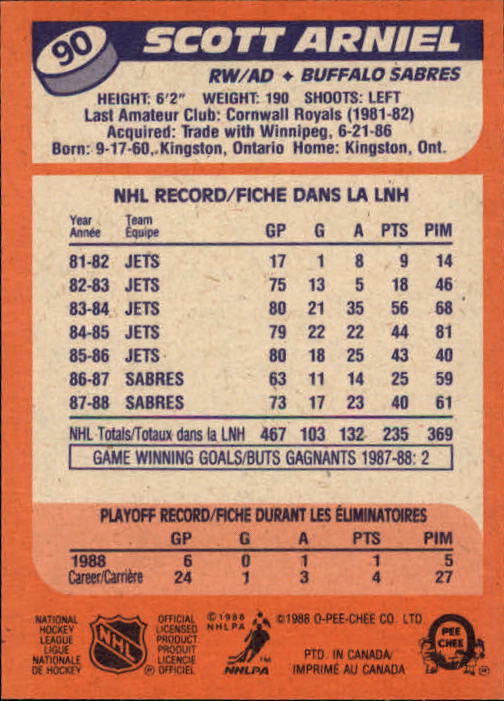 90
SCOTT ARNIEL
RW/AD ♦ BUFFALO SABRES
HEIGHT: 6'2" WEIGHT: 190 SHOOTS: LEFT
Last Amateur Club: Cornwall Royals (1981-82)
Acquired: Trade with Winnipeg, 6-21-86
Born: 9-17-60, Kingston, Ontario Home: Kingston, Ont.
NHL RECORD/FICHE DANS LA LNH
Year Team
Année Équipe GP G A PTS PIM
81-82 JETS 17 1 8 9 14
82-83 JETS 75 13 5 18 46
83-84 JETS 80 21 35 56 68
84-85 JETS 79 22 22 44 81
85-86 JETS 80 18 25 43 40
86-87 SABRES 63 11 14 25 59
87-88 SABRES 73 17 23 40 61
NHL Totals/Totaux dans la LNH 467 103 132 235 369
GAME WINNING GOALS/BUTS GAGNANTS 1987-88: 2
PLAYOFF RECORD/FICHE DURANT LES ÉLIMINATOIRES
GP G A PTS PIM
1988 6 0 1 1 5
Career/Carrière 24 1 3 4 27
NATIONAL
HOCKEY
LEAGUE
LIGUE
NATIONALE
DE HOCKEY
NHL
OFFICIAL
LICENSED
PRODUCT
PRODUIT
LICENCIÉ
OFFICIEL
© 1988
NHLPA
NHLPA
TM
©1988 O-PEE-CHEE CO. LTD.
PTD. IN CANADA/
IMPRIMÉ AU CANADA
O
PEE
CHEE